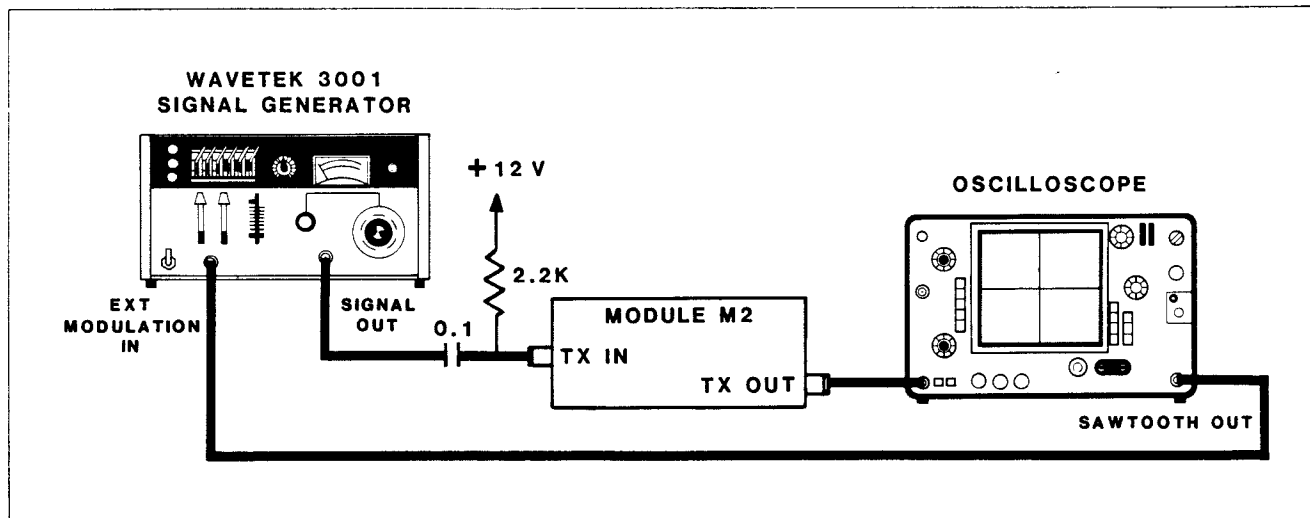 WAVETEK 3001
SIGNAL GENERATOR
+12 V
OSCILLOSCOPE
2.2K
EXT
MODULATION
IN
SIGNAL
OUT
0.1
MODULE M2
TX IN
TX OUT
SAWTOOTH OUT